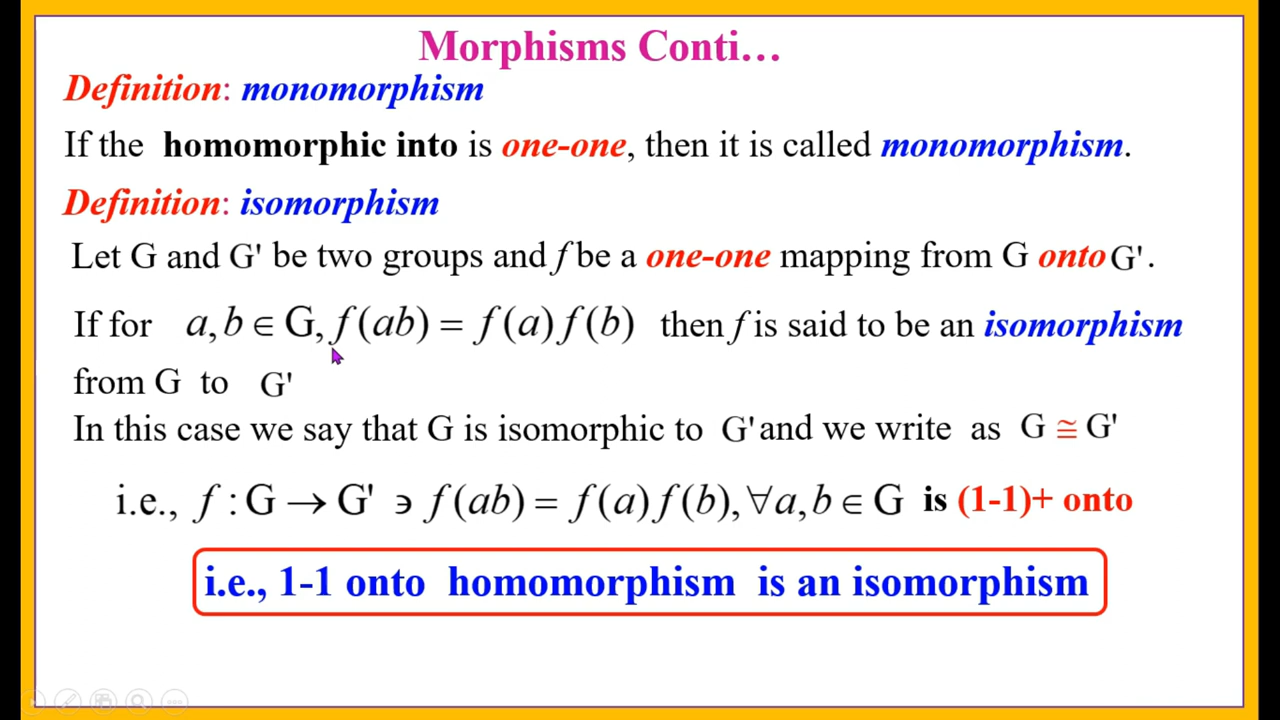 Morphisms Conti…
Definition: monomorphism
If the homomorphic into is one-one, then it is called monomorphism.
Definition: isomorphism
Let G and G' be two groups and f be a one-one mapping from G onto G'.
If for a, b ∈ G, f(ab) = f(a) f(b) then f is said to be an isomorphism
from G to G'
In this case we say that G is isomorphic to G' and we write as G ≅ G'
i.e., f : G → G' ∍ f(ab) = f(a) f(b), ∀a, b ∈ G is (1-1)+ onto
i.e., 1-1 onto homomorphism is an isomorphism